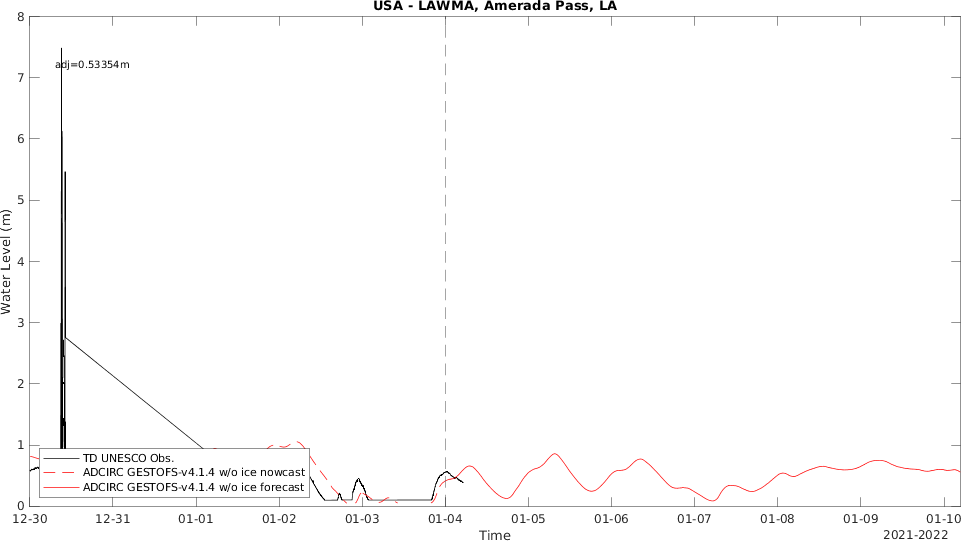 USA - LAWMA, Amerada Pass, LA
8
7
6
5
4
3
2
1
0
Water Level (m)
adj=0.53354m
TD UNESCO Obs.
ADCIRC GESTOFS-v4.1.4 w/o ice nowcast
ADCIRC GESTOFS-v4.1.4 w/o ice forecast
12-30 12-31 01-01 01-02 01-03 01-04 01-05 01-06 01-07 01-08 01-09 01-10
Time
2021-2022